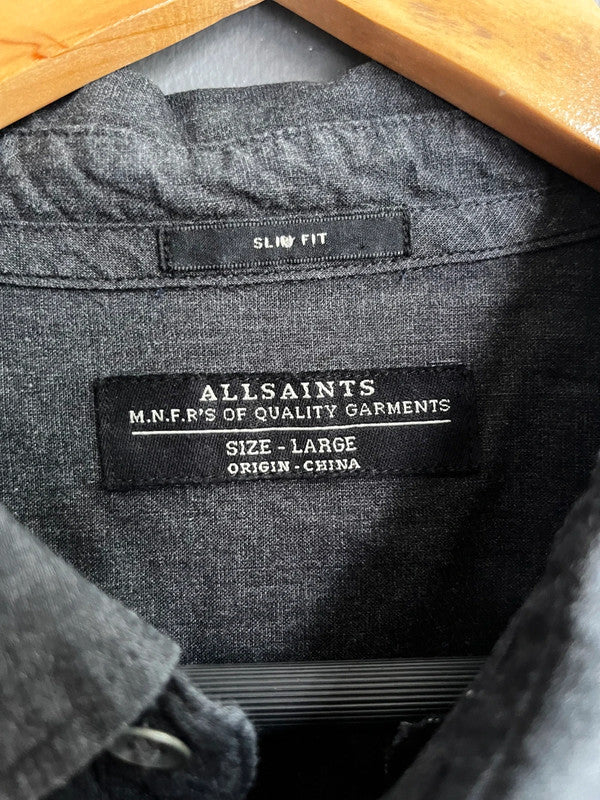 SLIM FIT
ALLSAINTS
M.N.F.R'S OF QUALITY GARMENTS
SIZE - LARGE
ORIGIN - CHINA